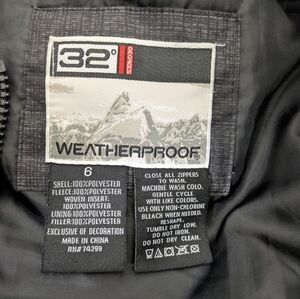 32°
DEGREES
WEATHERPROOF
6
SHELL:100%POLYESTER
FLEECE:100%POLYESTER
WOVEN INSERT:
100%POLYESTER
LINING:100%POLYESTER
FILLER:100%POLYESTER
EXCLUSIVE OF DECORATION
MADE IN CHINA
RN#74299
CLOSE ALL ZIPPERS
TO WASH.
MACHINE WASH COLD.
GENTLE CYCLE
WITH LIKE COLORS.
USE ONLY NON-CHLORINE
BLEACH WHEN NEEDED.
RESHAPE.
TUMBLE DRY LOW.
DO NOT IRON.
DO NOT DRY CLEAN.